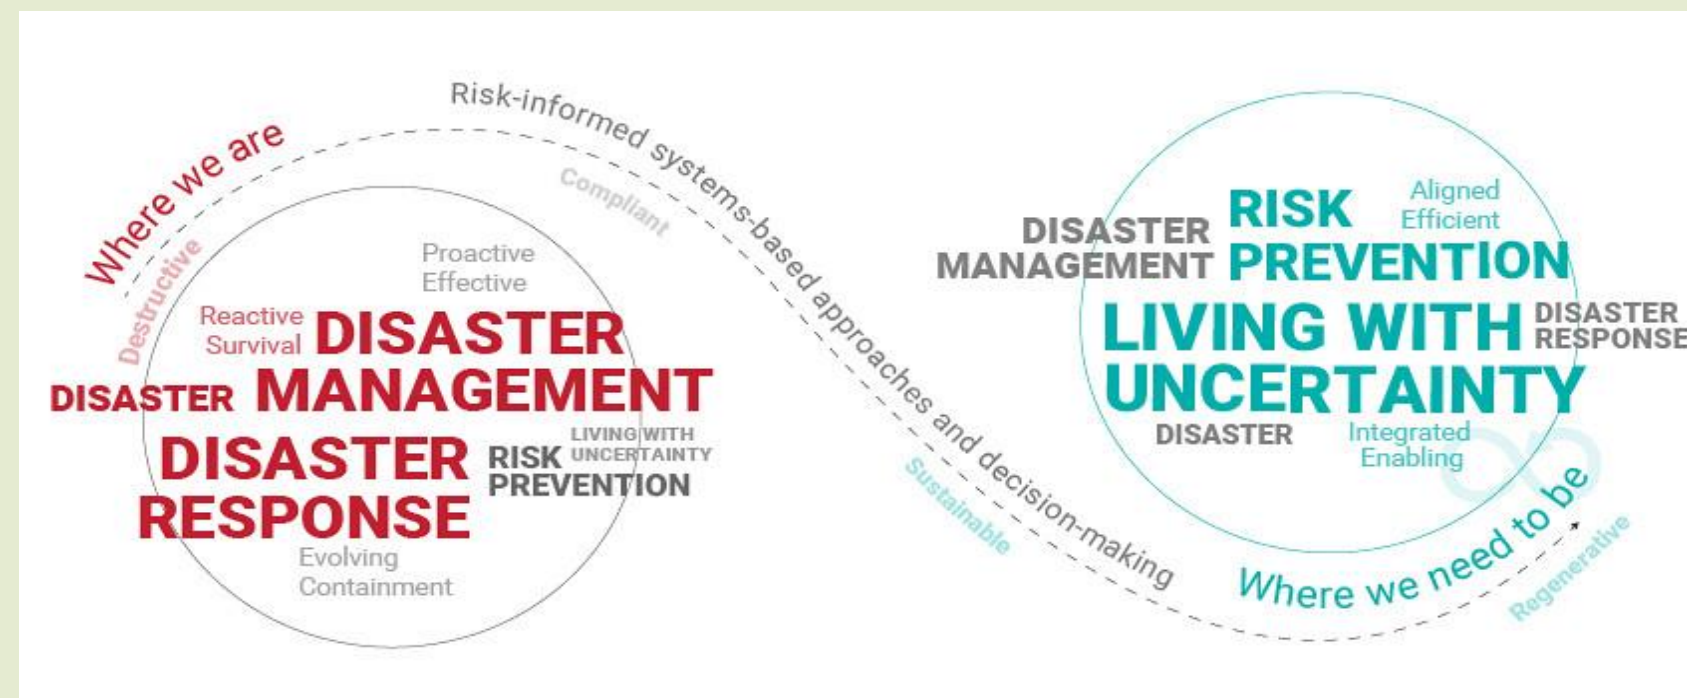 Where we are
Destructive
Risk-informed systems-based approaches and decision-making
Compliant
Proactive
Effective
Reactive
Survival
DISASTER
MANAGEMENT
DISASTER
DISASTER
RESPONSE
RISK
PREVENTION
LIVING WITH
UNCERTAINTY
Evolving
Containment
Sustainable
DISASTER
MANAGEMENT
RISK
PREVENTION
Aligned
Efficient
LIVING WITH
UNCERTAINTY
DISASTER
RESPONSE
DISASTER
Integrated
Enabling
Where we need to be
Regenerative